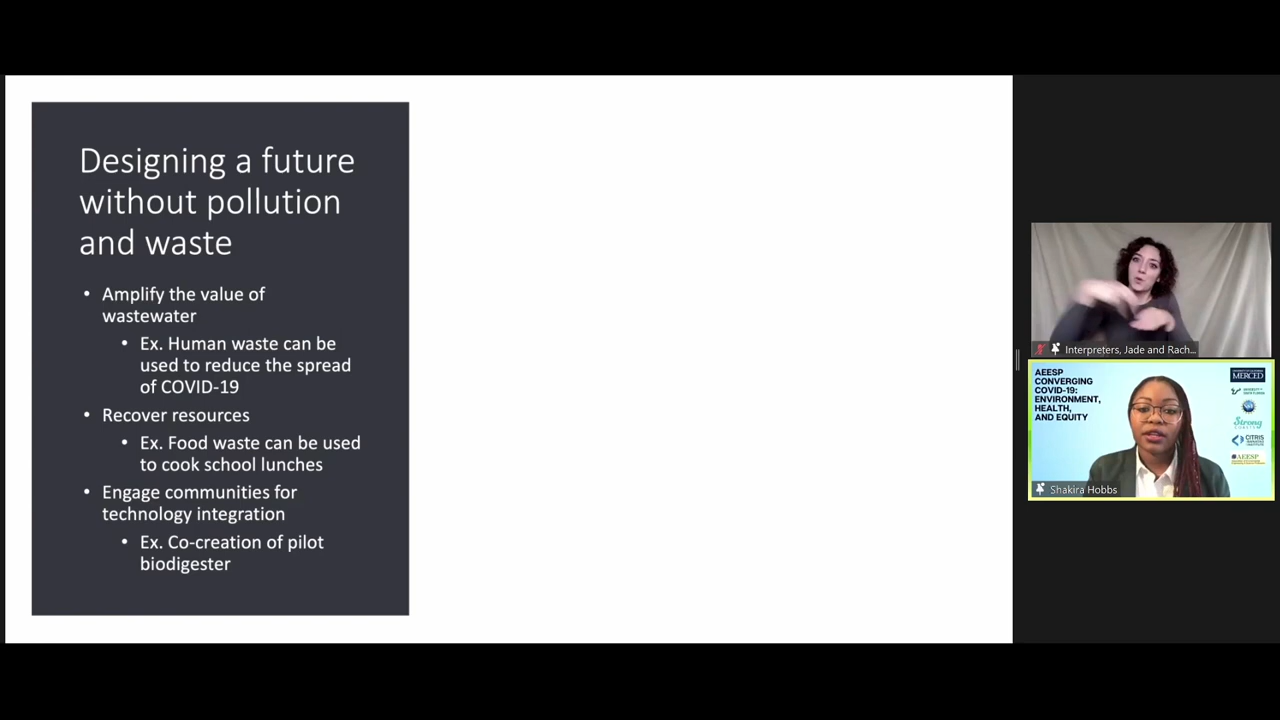 Designing a future
without pollution
and waste
• Amplify the value of
wastewater
• Ex. Human waste can be
used to reduce the spread
of COVID-19
• Recover resources
• Ex. Food waste can be used
to cook school lunches
• Engage communities for
technology integration
• Ex. Co-creation of pilot
biodigester
Interpreters, Jade and Rach...
AEESP
CONVERGING
COVID-19:
ENVIRONMENT,
HEALTH,
AND EQUITY
MERCED
Strong
CITRIS
AEESP
Shakira Hobbs